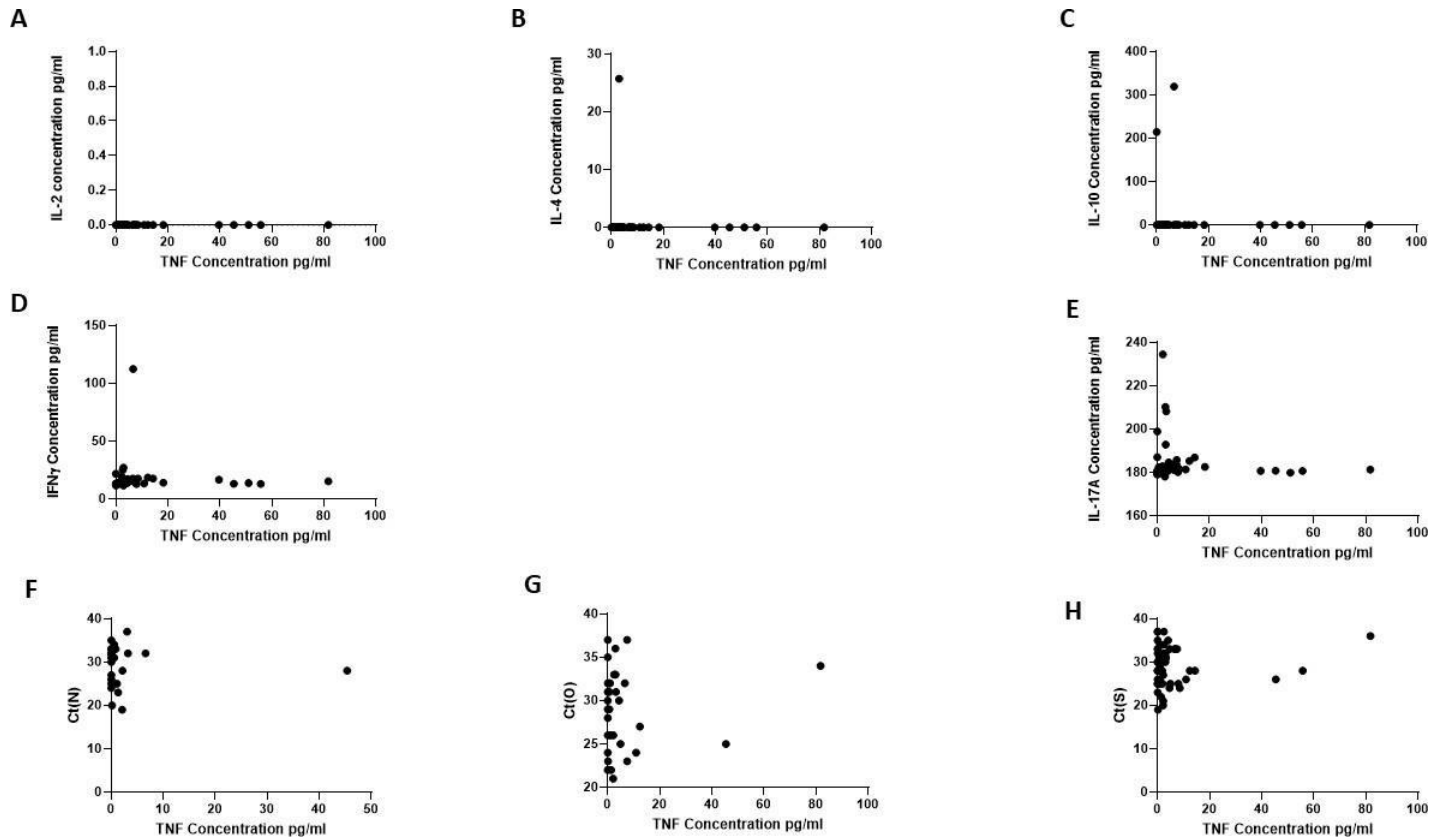 A
IL-2 concentration pg/ml
1.0
0.8
0.6
0.4
0.2
0.0
0 20 40 60 80 100
TNF Concentration pg/ml
B
IL-4 Concentration pg/ml
30
20
10
0
0 20 40 60 80 100
TNF Concentration pg/ml
C
IL-10 Concentration pg/ml
400
300
200
100
0
0 20 40 60 80 100
TNF Concentration pg/ml
D
IFNγ Concentration pg/ml
150
100
50
0
0 20 40 60 80 100
TNF Concentration pg/ml
E
IL-17A Concentration pg/ml
240
220
200
180
160
0 20 40 60 80 100
TNF Concentration pg/ml
F
Ct(N)
40
30
20
10
0
0 10 20 30 40 50
TNF Concentration pg/ml
G
Ct(O)
40
35
30
25
20
0 20 40 60 80 100
TNF Concentration pg/ml
H
Ct(S)
40
30
20
10
0
0 20 40 60 80 100
TNF Concentration pg/ml